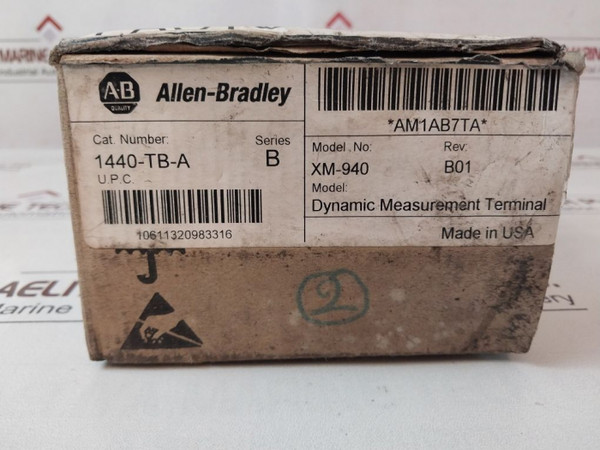 A-B
QUALITY
Allen-Bradley
Cat. Number:
Series
1440-TB-A
B
U.P.C.
10611320983316
*AM1AB7TA*
Model No:
Rev:
XM-940
B01
Model:
Dynamic Measurement Terminal
Made in USA
2